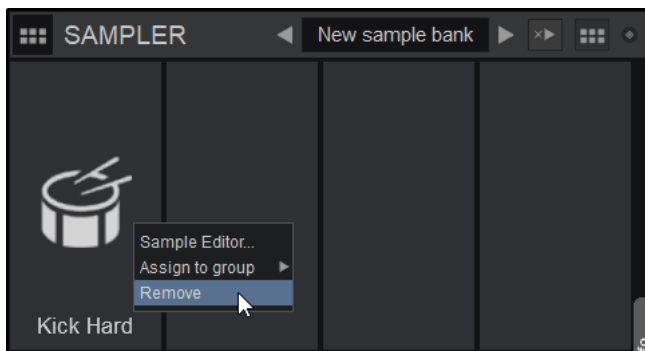 SAMPLER
New sample bank
Sample Editor...
Assign to group
Remove
Kick Hard